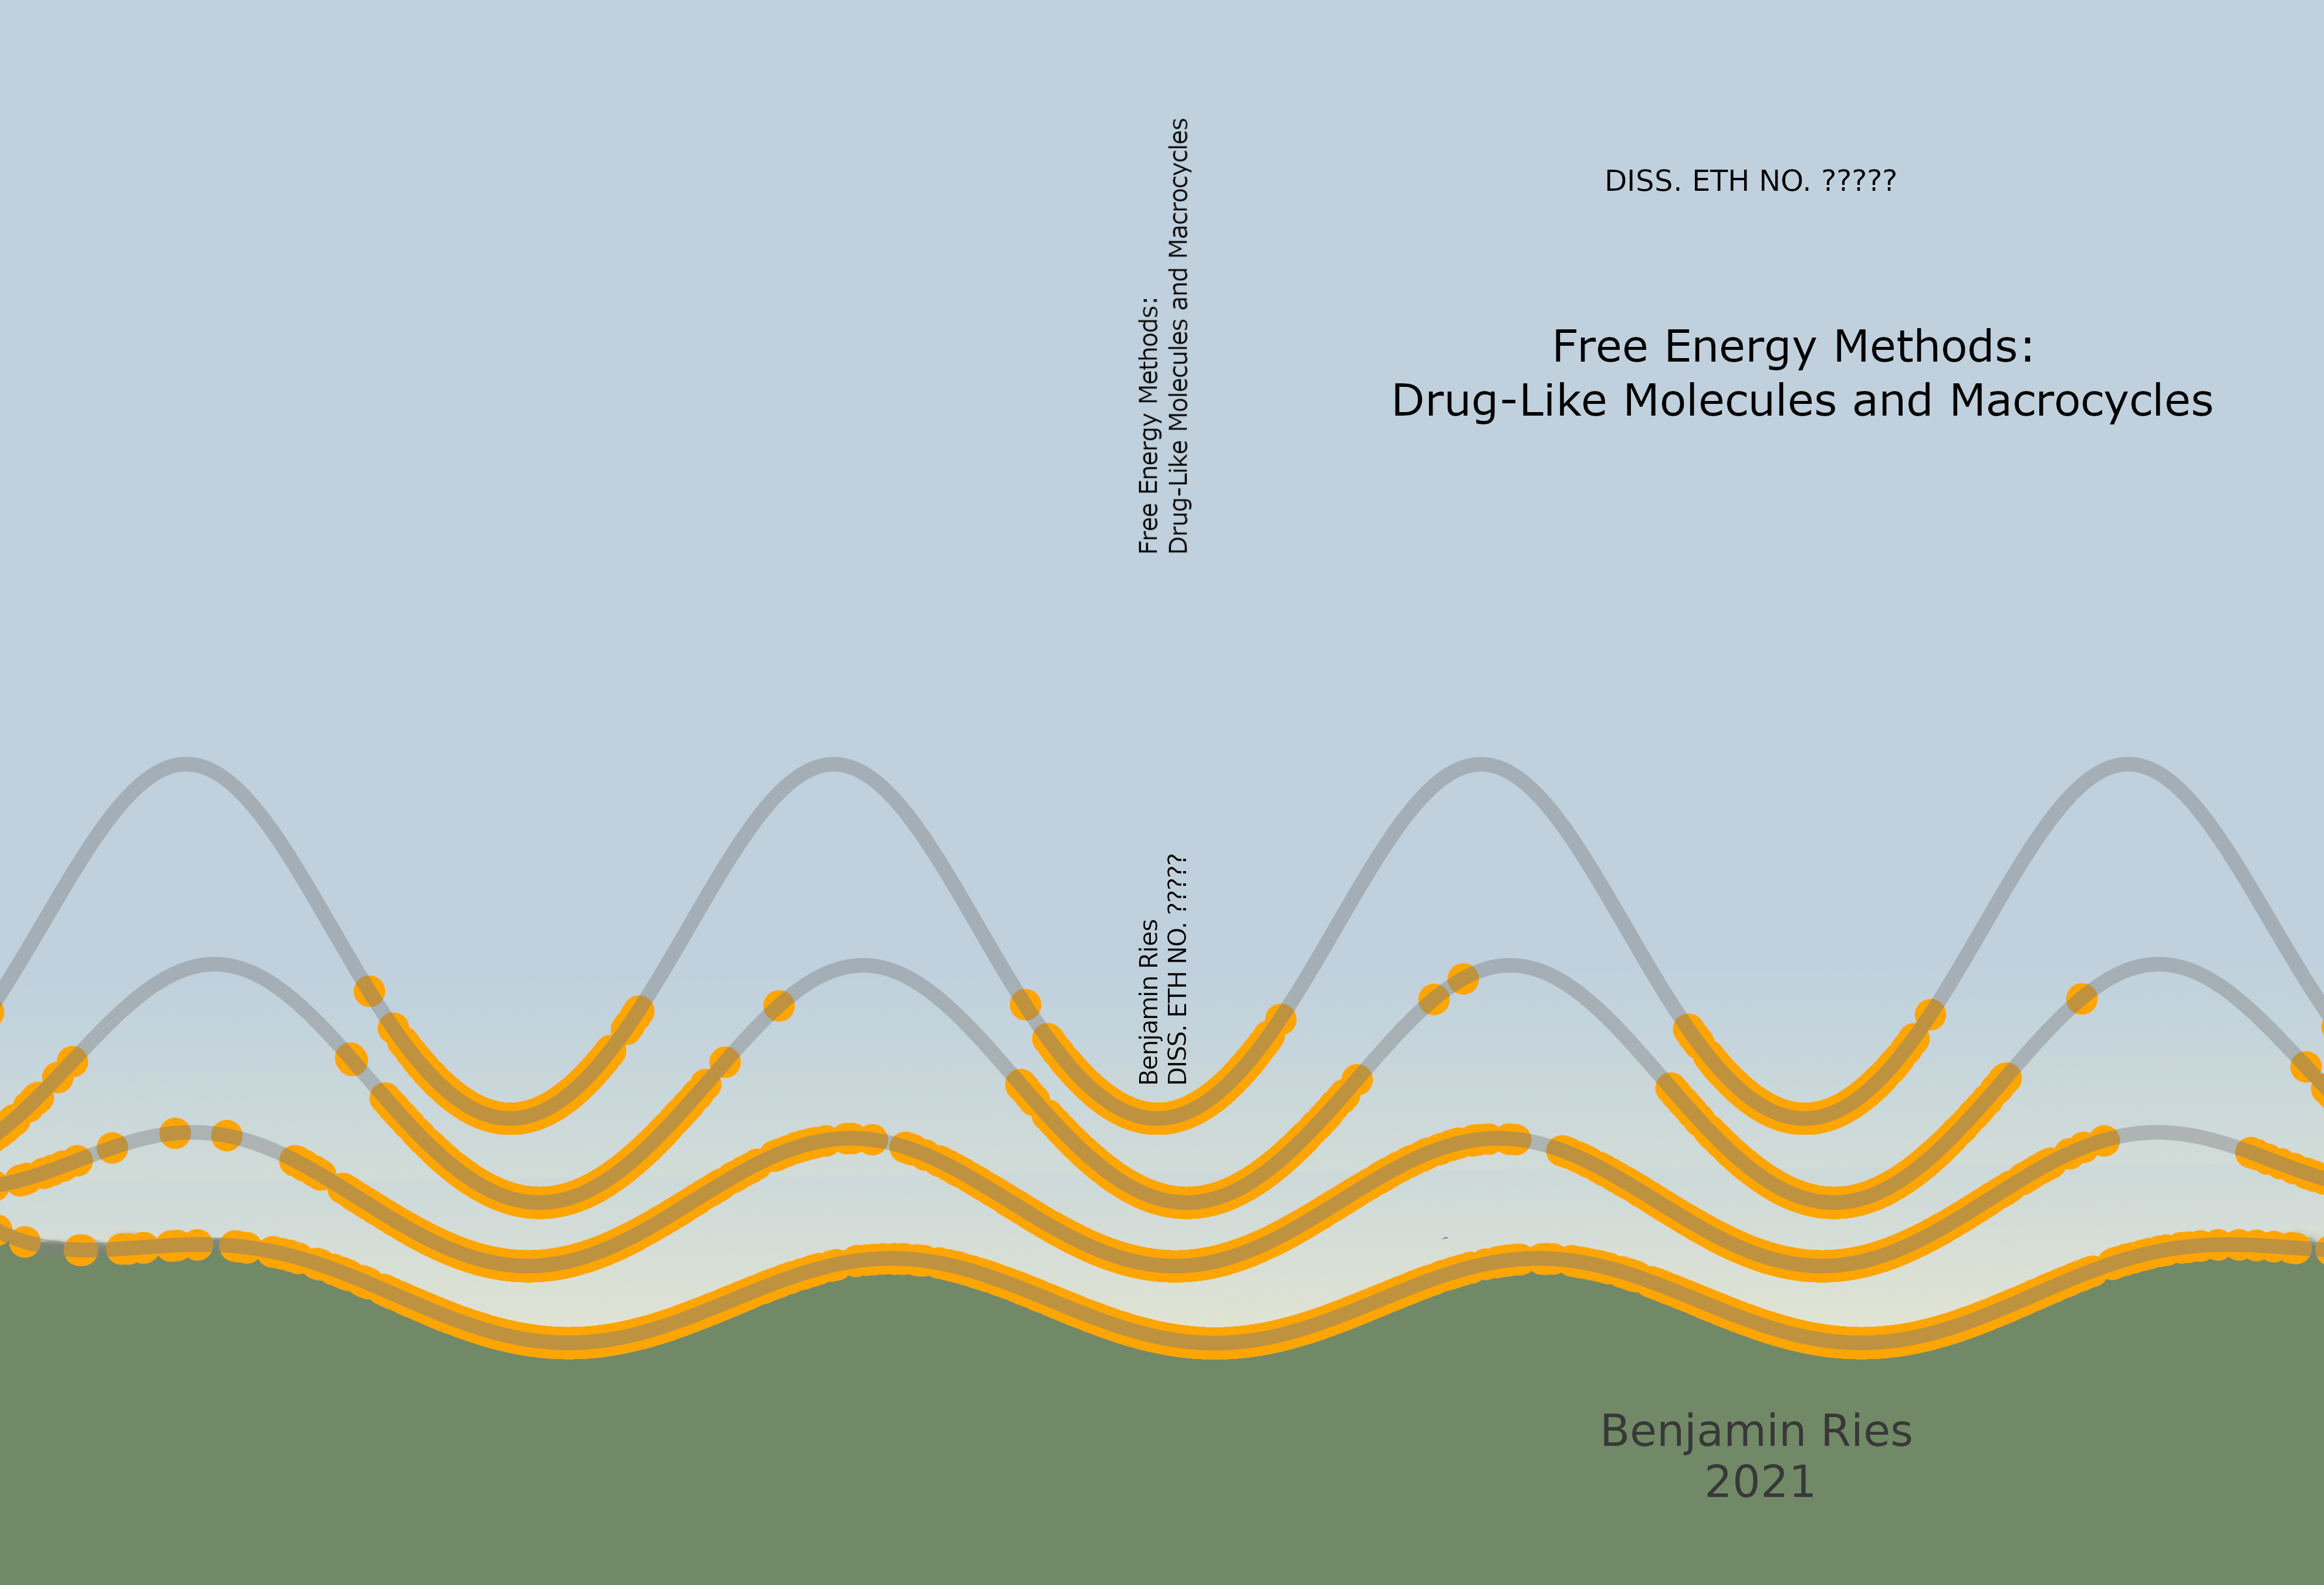 Free Energy Methods:
Drug-Like Molecules and Macrocycles
Benjamin Ries
DISS. ETH NO. ?????
DISS. ETH NO. ?????
Free Energy Methods:
Drug-Like Molecules and Macrocycles
Benjamin Ries
2021